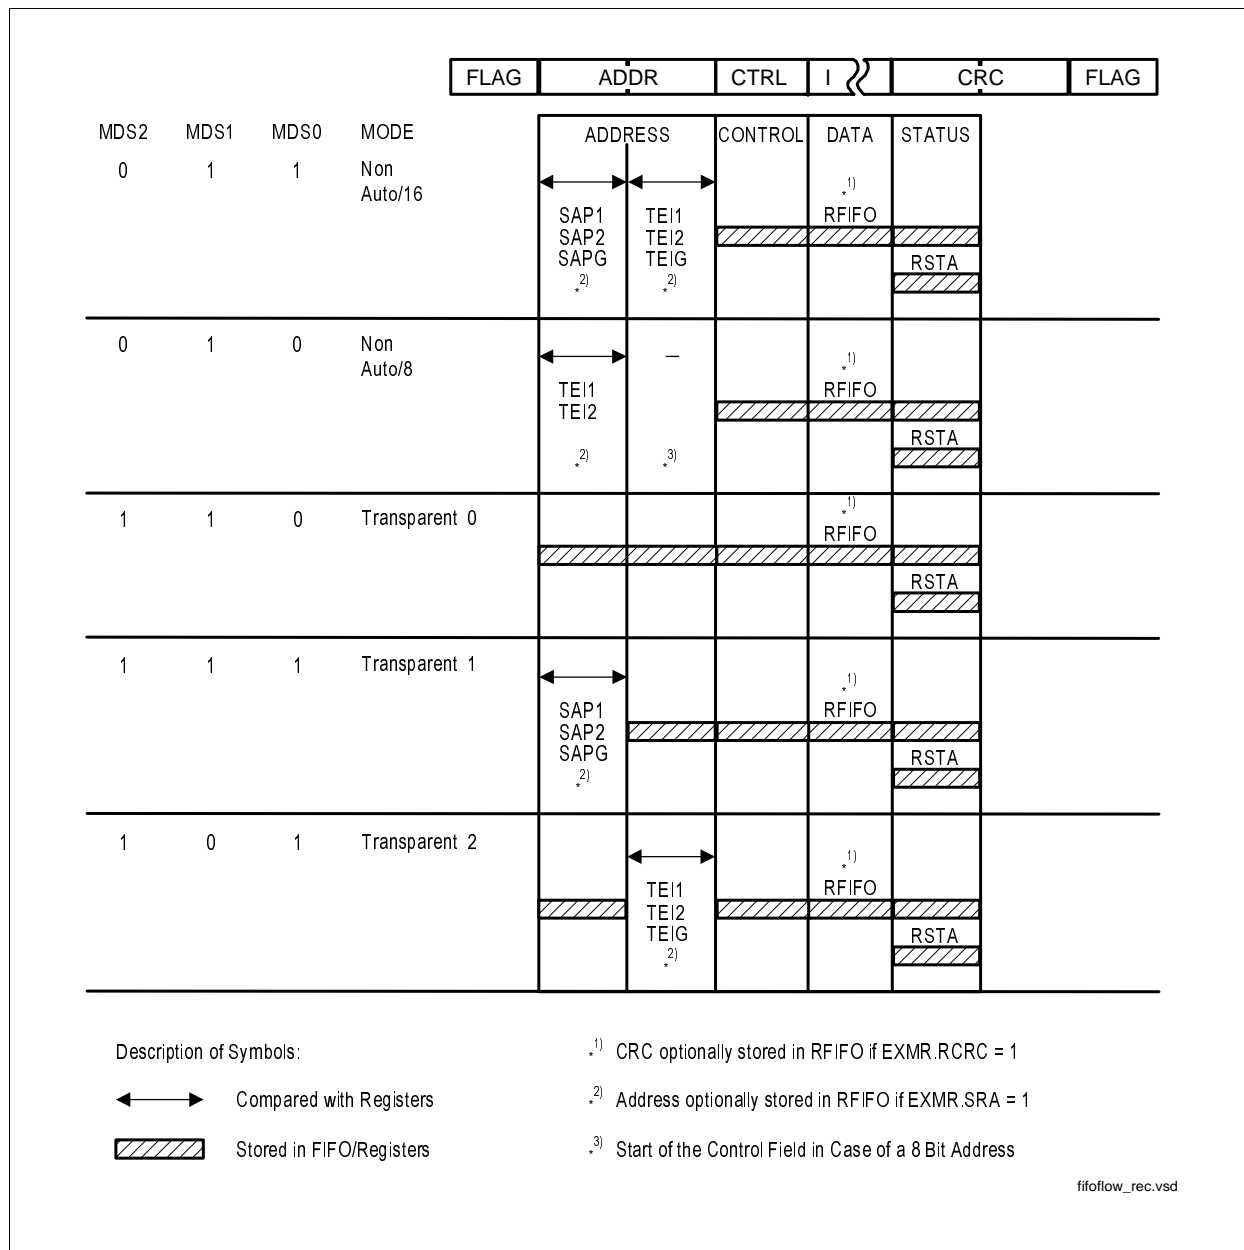 FLAG ADDR CTRL I CRC FLAG
MDS2 MDS1 MDS0 MODE ADDRESS CONTROL DATA STATUS
0 1 1 Non
Auto/16
*1)
SAP1 TEI1 RFIFO
SAP2 TEI2
SAPG TEIG RSTA
*2) *2)
0 1 0 Non
Auto/8
– *1)
TEI1 RFIFO
TEI2
RSTA
*2) *3)
1 1 0 Transparent 0 *1)
RFIFO
RSTA
1 1 1 Transparent 1
*1)
SAP1 RFIFO
SAP2
SAPG RSTA
*2)
1 0 1 Transparent 2
*1)
TEI1 RFIFO
TEI2
TEIG RSTA
*2)
Description of Symbols: *1) CRC optionally stored in RFIFO if EXMR.RCRC = 1
Compared with Registers *2) Address optionally stored in RFIFO if EXMR.SRA = 1
Stored in FIFO/Registers *3) Start of the Control Field in Case of a 8 Bit Address
fifoflow_rec.vsd